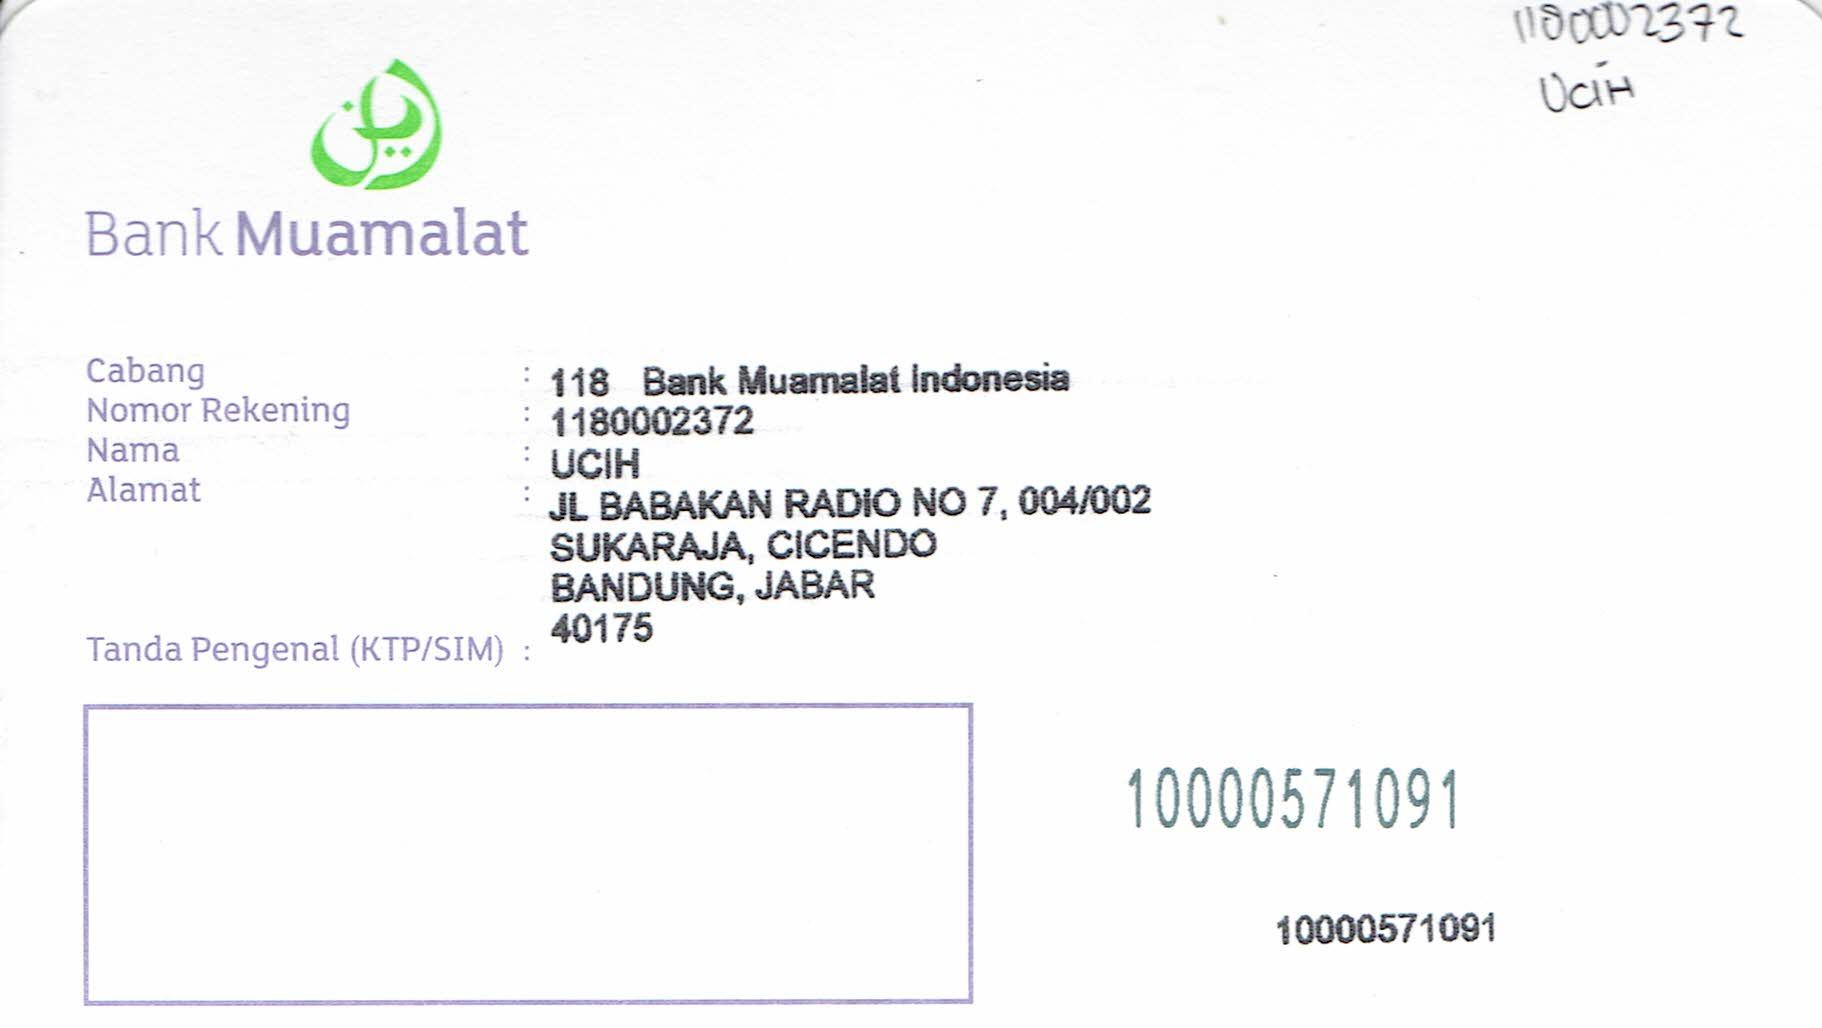 1180002372
Ucih
Bank Muamalat
Cabang : 118 Bank Muamalat Indonesia
Nomor Rekening : 1180002372
Nama : UCIH
Alamat : JL BABAKAN RADIO NO 7, 004/002
SUKARAJA, CICENDO
BANDUNG, JABAR
40175
Tanda Pengenal (KTP/SIM) :
10000571091
10000571091